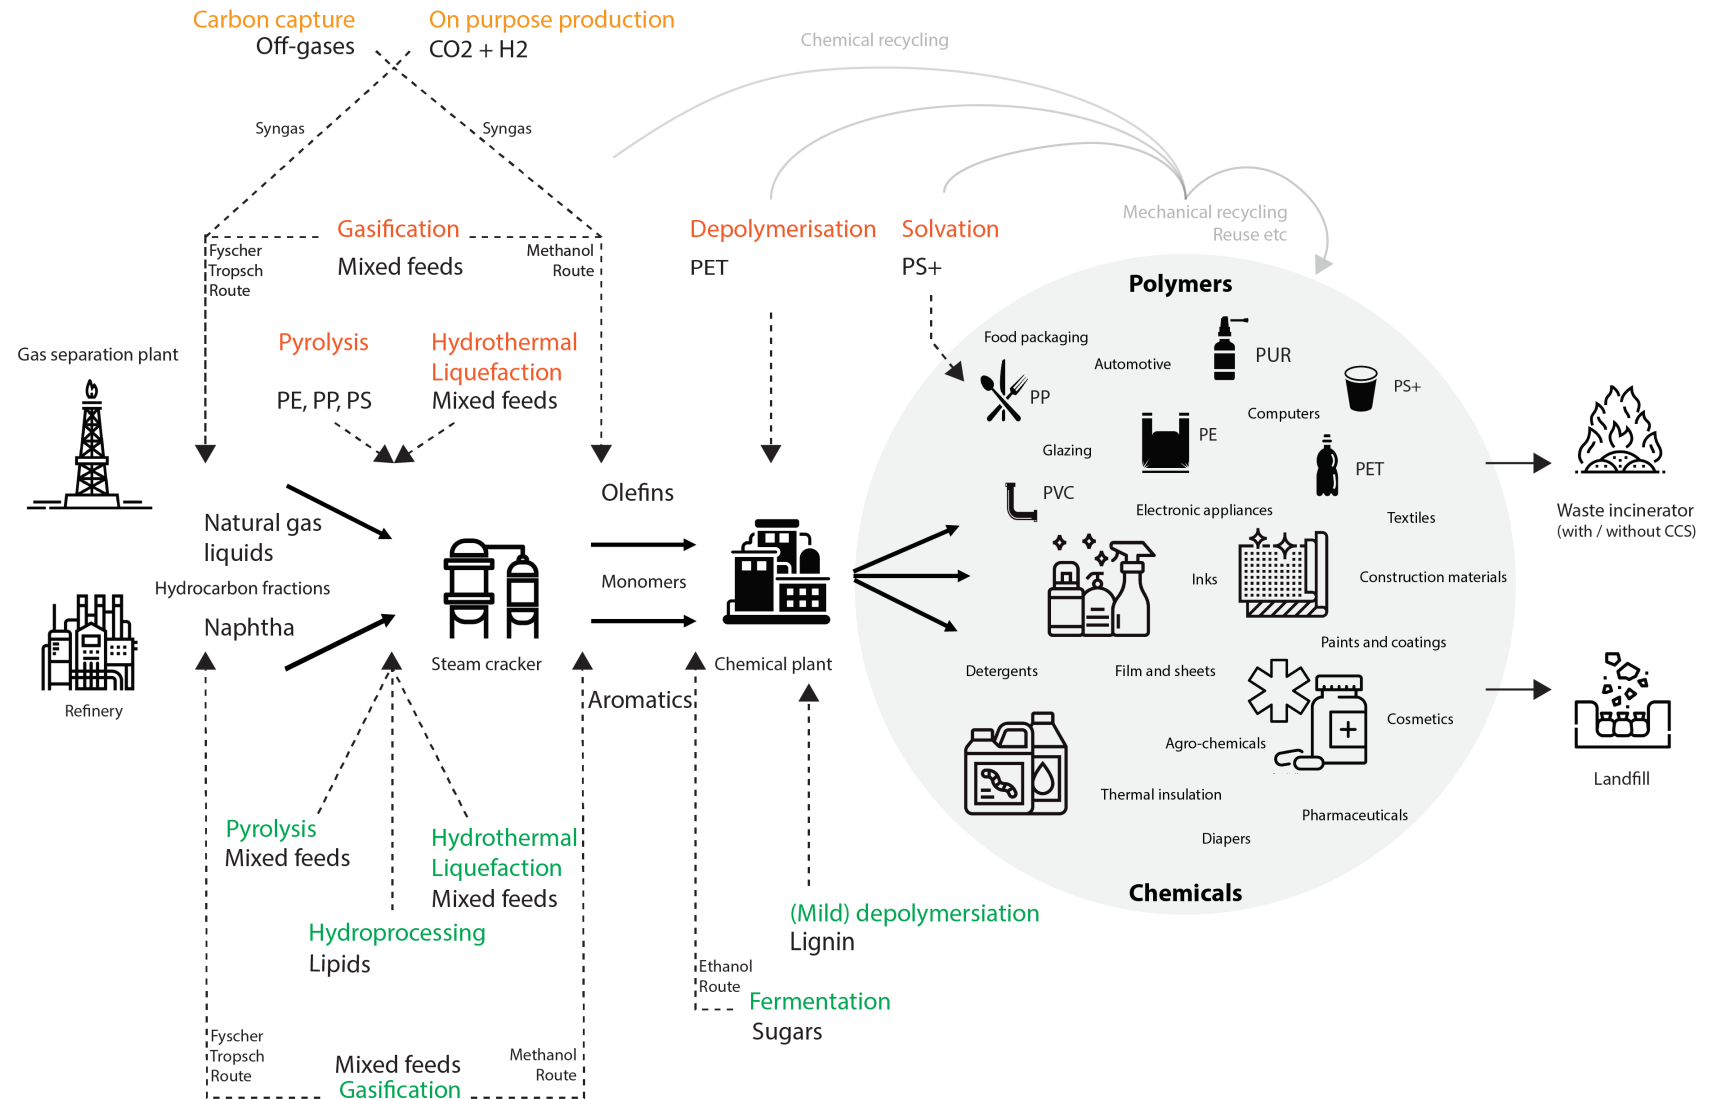 Carbon capture
Off-gases
On purpose production
CO2 + H2
Chemical recycling
Syngas
Syngas
Gasification
Mixed feeds
Fyscher
Tropsch
Route
Methanol
Route
Depolymerisation
PET
Solvation
PS+
Mechanical recycling
Reuse etc
Pyrolysis
PE, PP, PS
Hydrothermal
Liquefaction
Mixed feeds
Gas separation plant
Natural gas
liquids
Hydrocarbon fractions
Naphtha
Refinery
Steam cracker
Olefins
Monomers
Aromatics
Chemical plant
Polymers
Food packaging
Automotive
PUR
PP
PS+
Computers
PE
Glazing
PET
PVC
Electronic appliances
Textiles
Inks
Construction materials
Paints and coatings
Detergents
Film and sheets
Cosmetics
Agro-chemicals
Thermal insulation
Pharmaceuticals
Diapers
Chemicals
Waste incinerator
(with / without CCS)
Landfill
Pyrolysis
Mixed feeds
Hydrothermal
Liquefaction
Mixed feeds
Hydroprocessing
Lipids
(Mild) depolymersiation
Lignin
Ethanol
Route
Fermentation
Sugars
Fyscher
Tropsch
Route
Mixed feeds
Gasification
Methanol
Route